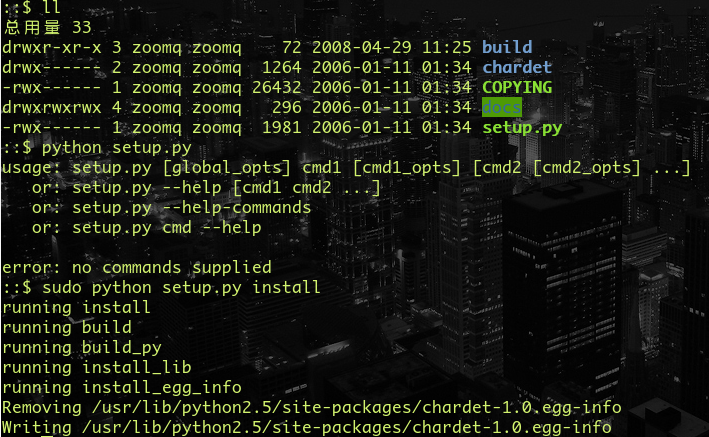 ::$ ll
总用量 33
drwxr-xr-x 3 zoomq zoomq    72 2008-04-29 11:25 build
drwx------ 2 zoomq zoomq  1264 2006-01-11 01:34 chardet
-rwx------ 1 zoomq zoomq 26432 2006-01-11 01:34 COPYING
drwxrwxrwx 4 zoomq zoomq   296 2006-01-11 01:34 docs
-rwx------ 1 zoomq zoomq  1981 2006-01-11 01:34 setup.py
::$ python setup.py
usage: setup.py [global_opts] cmd1 [cmd1_opts] [cmd2 [cmd2_opts] ...]
   or: setup.py --help [cmd1 cmd2 ...]
   or: setup.py --help-commands
   or: setup.py cmd --help

error: no commands supplied
::$ sudo python setup.py install
running install
running build
running build_py
running install_lib
running install_egg_info
Removing /usr/lib/python2.5/site-packages/chardet-1.0.egg-info
Writing /usr/lib/python2.5/site-packages/chardet-1.0.egg-info